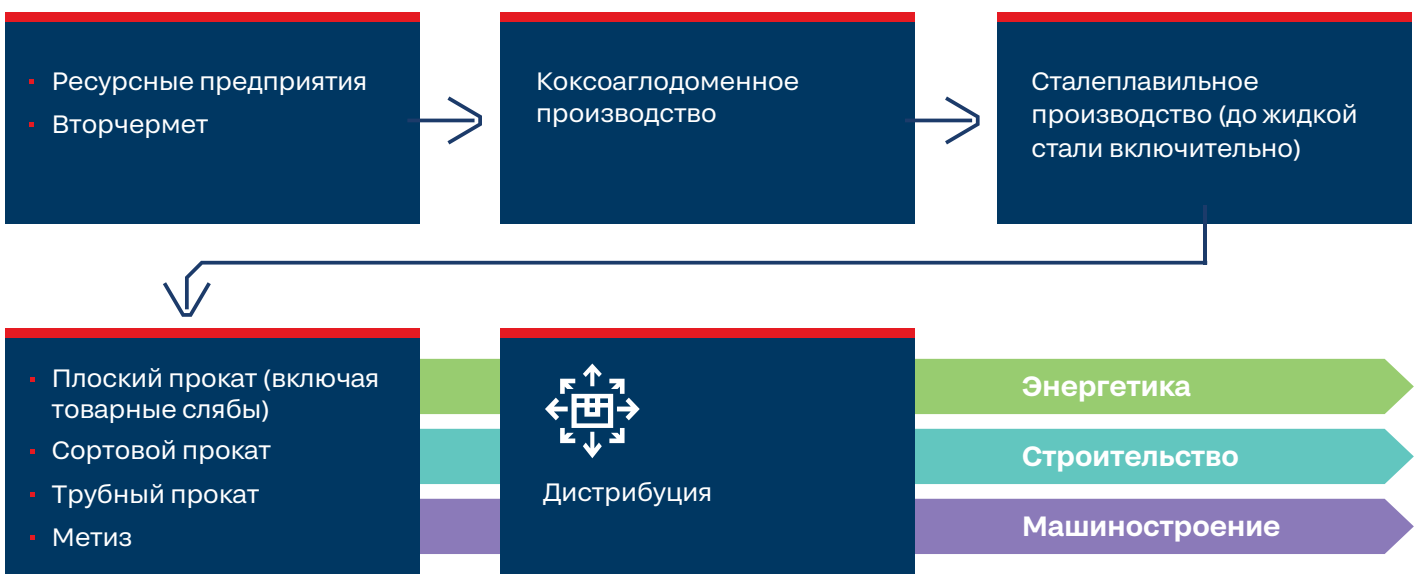 Ресурсные предприятия
Вторчермет
Коксоаглодоменное
производство
Сталеплавильное
производство (до жидкой
стали включительно)
Плоский прокат (включая
товарные слябы)
Сортовой прокат
Трубный прокат
Метиз
Дистрибуция
Энергетика
Строительство
Машиностроение